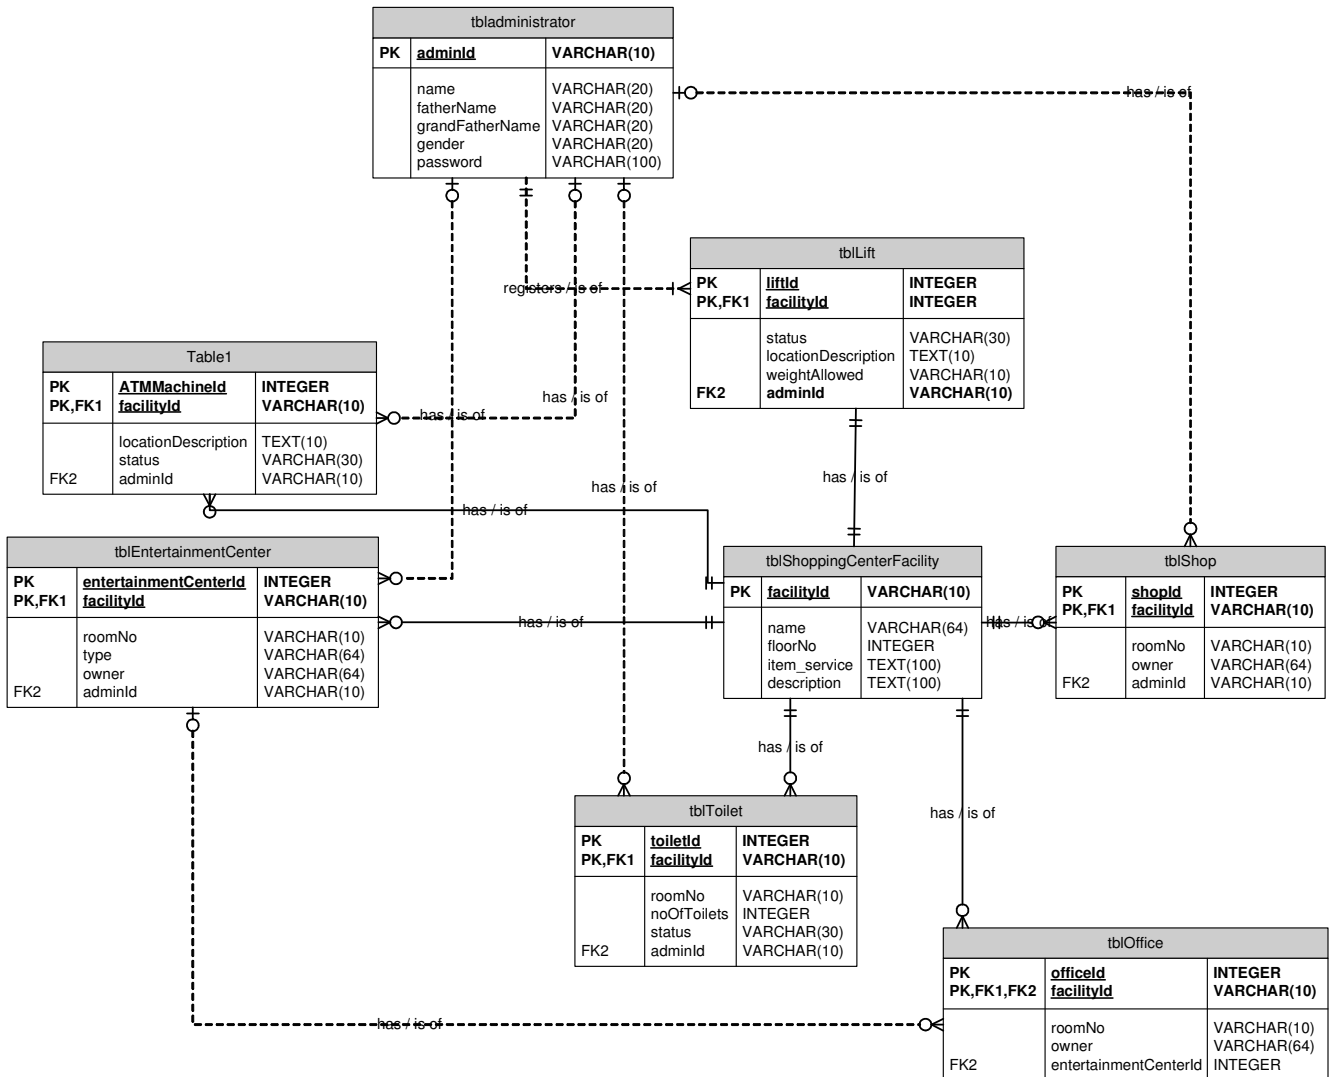 tbladministrator
PK adminId VARCHAR(10)
name VARCHAR(20)
fatherName VARCHAR(20)
grandFatherName VARCHAR(20)
gender VARCHAR(20)
password VARCHAR(100)
has / is of
tblLift
PK liftId INTEGER
PK,FK1 facilityId INTEGER
status VARCHAR(30)
locationDescription TEXT(10)
weightAllowed VARCHAR(10)
FK2 adminId VARCHAR(10)
registers / is of
Table1
PK ATMMachineId INTEGER
PK,FK1 facilityId VARCHAR(10)
locationDescription TEXT(10)
status VARCHAR(30)
FK2 adminId VARCHAR(10)
has / is of
has / is of
has / is of
has / is of
has / is of
tblEntertainmentCenter
PK entertainmentCenterId INTEGER
PK,FK1 facilityId VARCHAR(10)
roomNo VARCHAR(10)
type VARCHAR(64)
owner VARCHAR(64)
FK2 adminId VARCHAR(10)
has / is of
tblShoppingCenterFacility
PK facilityId VARCHAR(10)
name VARCHAR(64)
floorNo INTEGER
item_service TEXT(100)
description TEXT(100)
has / is of
tblShop
PK shopId INTEGER
PK,FK1 facilityId VARCHAR(10)
roomNo VARCHAR(10)
owner VARCHAR(64)
FK2 adminId VARCHAR(10)
has / is of
has / is of
tblToilet
PK toiletId INTEGER
PK,FK1 facilityId VARCHAR(10)
roomNo VARCHAR(10)
noOfToilets INTEGER
status VARCHAR(30)
FK2 adminId VARCHAR(10)
tblOffice
PK officeId INTEGER
PK,FK1,FK2 facilityId VARCHAR(10)
roomNo VARCHAR(10)
owner VARCHAR(64)
FK2 entertainmentCenterId INTEGER
has / is of